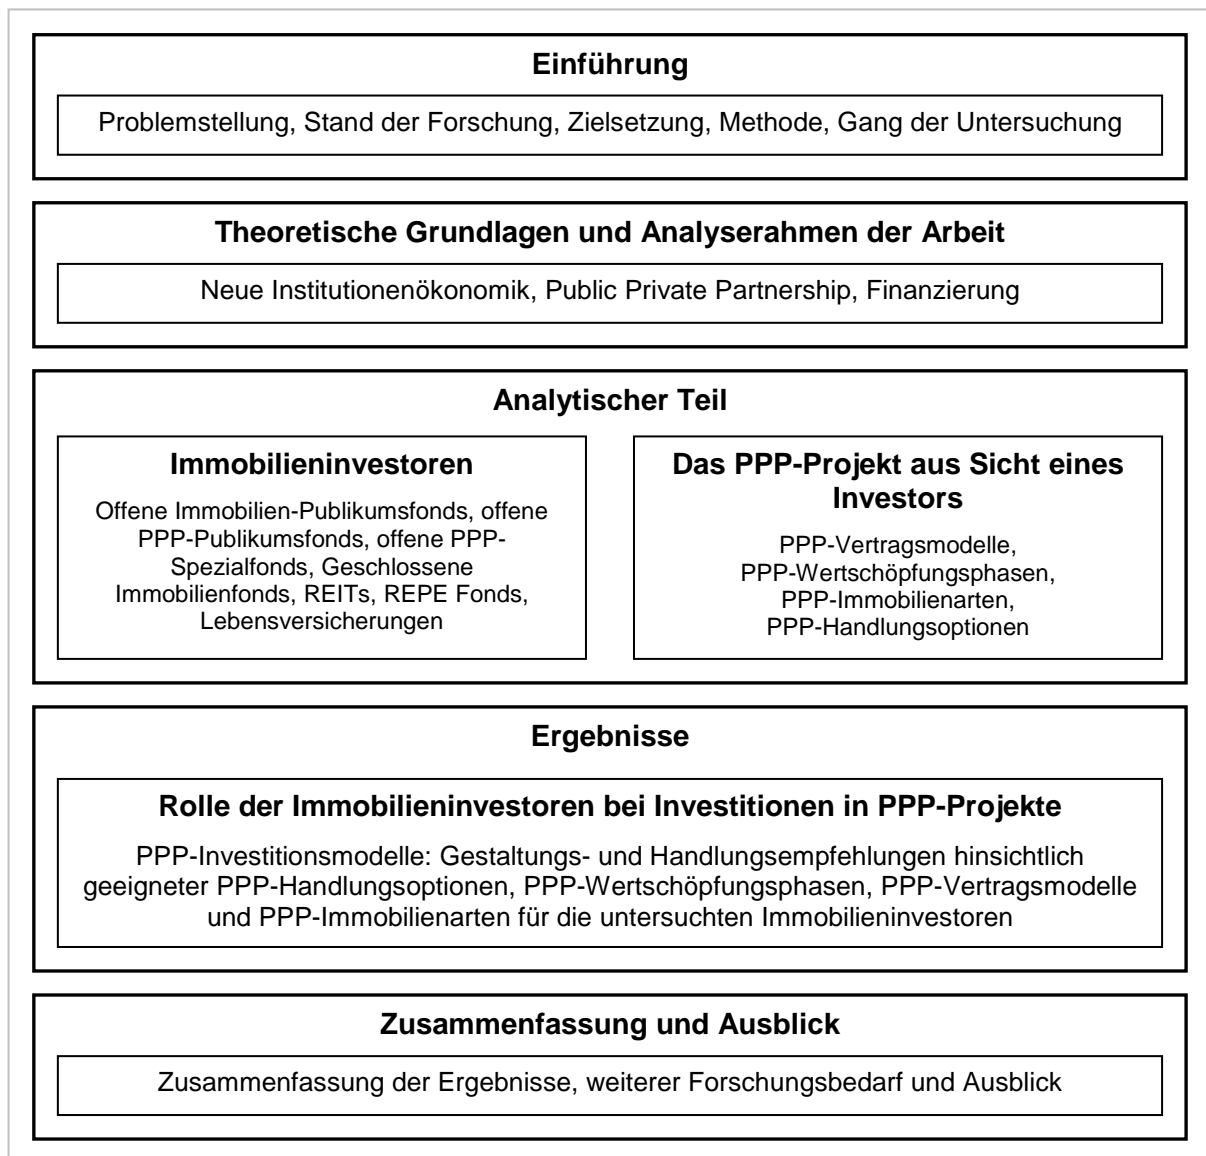 Einführung
Problemstellung, Stand der Forschung, Zielsetzung, Methode, Gang der Untersuchung
Theoretische Grundlagen und Analyserahmen der Arbeit
Neue Institutionenökonomik, Public Private Partnership, Finanzierung
Analytischer Teil
Immobilieninvestoren
Offene Immobilien-Publikumsfonds, offene
PPP-Publikumsfonds, offene PPP-
Spezialfonds, Geschlossene
Immobilienfonds, REITs, REPE Fonds,
Lebensversicherungen
Das PPP-Projekt aus Sicht eines
Investors
PPP-Vertragsmodelle,
PPP-Wertschöpfungsphasen,
PPP-Immobilienarten,
PPP-Handlungsoptionen
Ergebnisse
Rolle der Immobilieninvestoren bei Investitionen in PPP-Projekte
PPP-Investitionsmodelle: Gestaltungs- und Handlungsempfehlungen hinsichtlich
geeigneter PPP-Handlungsoptionen, PPP-Wertschöpfungsphasen, PPP-Vertragsmodelle
und PPP-Immobilienarten für die untersuchten Immobilieninvestoren
Zusammenfassung und Ausblick
Zusammenfassung der Ergebnisse, weiterer Forschungsbedarf und Ausblick